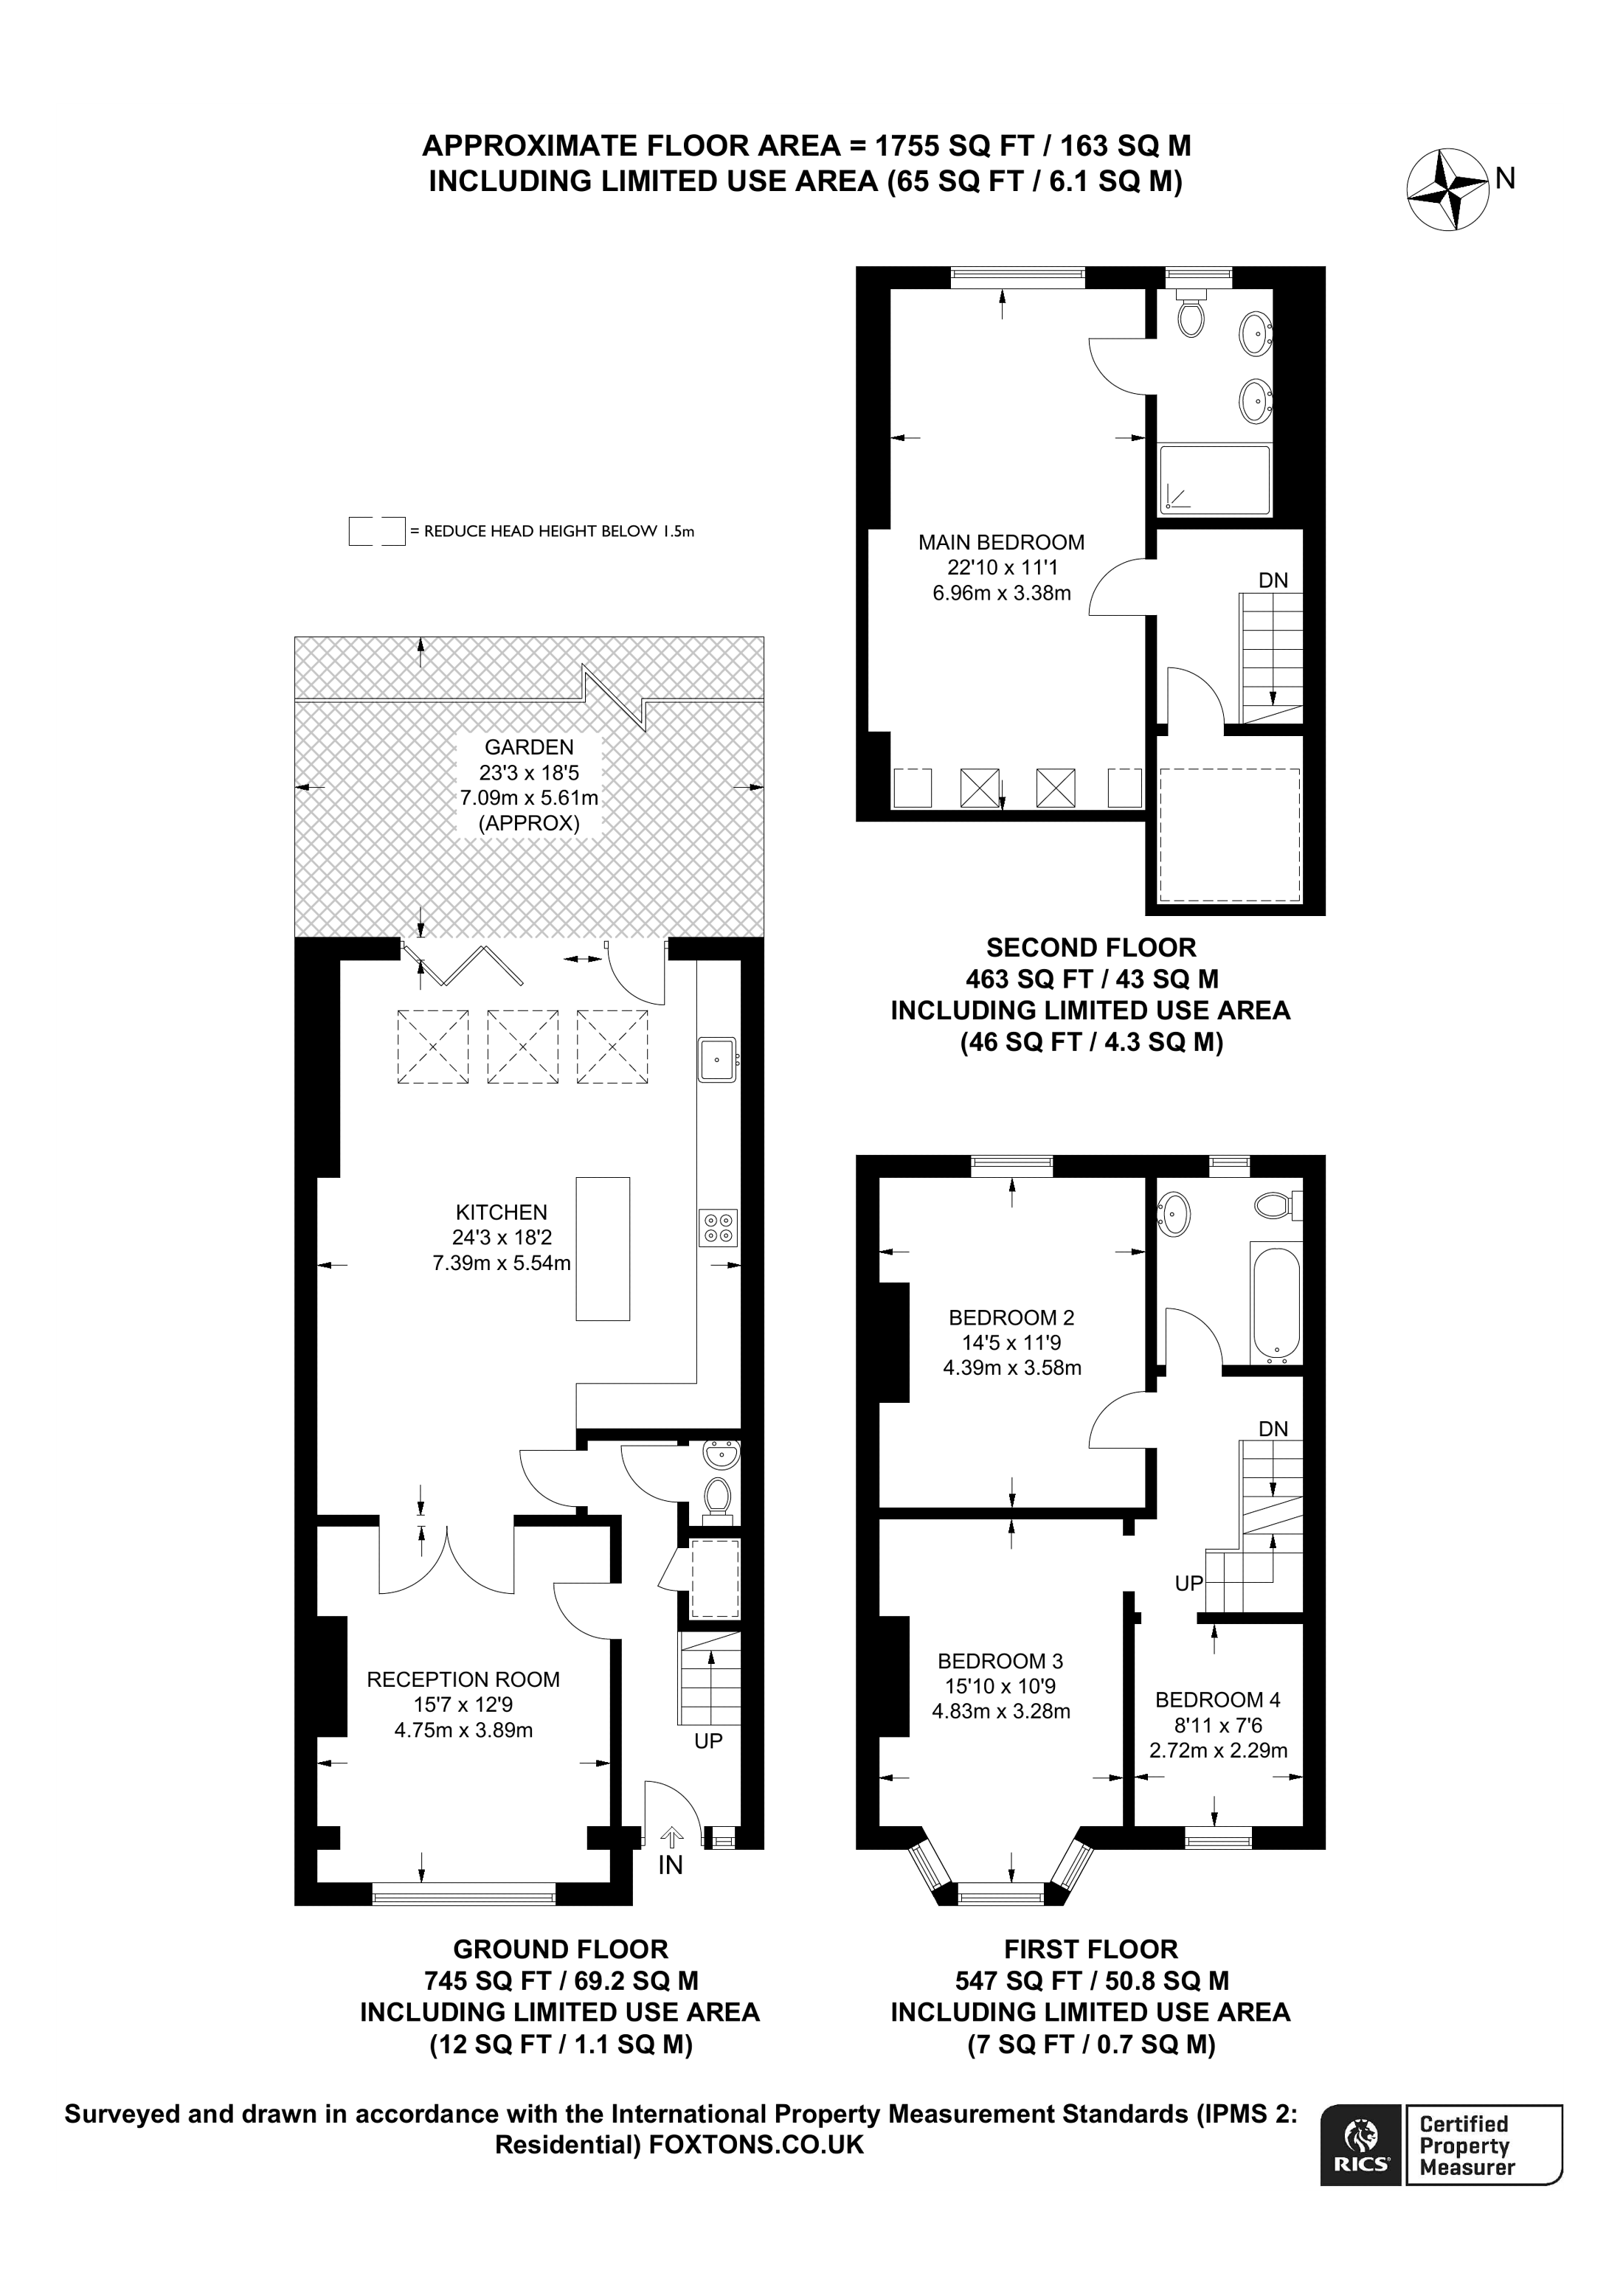 APPROXIMATE FLOOR AREA = 1755 SQ FT / 163 SQ M
INCLUDING LIMITED USE AREA (65 SQ FT / 6.1 SQ M)
N
= REDUCE HEAD HEIGHT BELOW 1.5m
MAIN BEDROOM
22'10 x 11'1
6.96m x 3.38m
DN
SECOND FLOOR
463 SQ FT / 43 SQ M
INCLUDING LIMITED USE AREA
(46 SQ FT / 4.3 SQ M)
GARDEN
23'3 x 18'5
7.09m x 5.61m
(APPROX)
KITCHEN
24'3 x 18'2
7.39m x 5.54m
RECEPTION ROOM
15'7 x 12'9
4.75m x 3.89m
UP
IN
GROUND FLOOR
745 SQ FT / 69.2 SQ M
INCLUDING LIMITED USE AREA
(12 SQ FT / 1.1 SQ M)
BEDROOM 2
14'5 x 11'9
4.39m x 3.58m
DN
UP
BEDROOM 3
15'10 x 10'9
4.83m x 3.28m
BEDROOM 4
8'11 x 7'6
2.72m x 2.29m
FIRST FLOOR
547 SQ FT / 50.8 SQ M
INCLUDING LIMITED USE AREA
(7 SQ FT / 0.7 SQ M)
Surveyed and drawn in accordance with the International Property Measurement Standards (IPMS 2:
Residential) FOXTONS.CO.UK
RICS
Certified
Property
Measurer